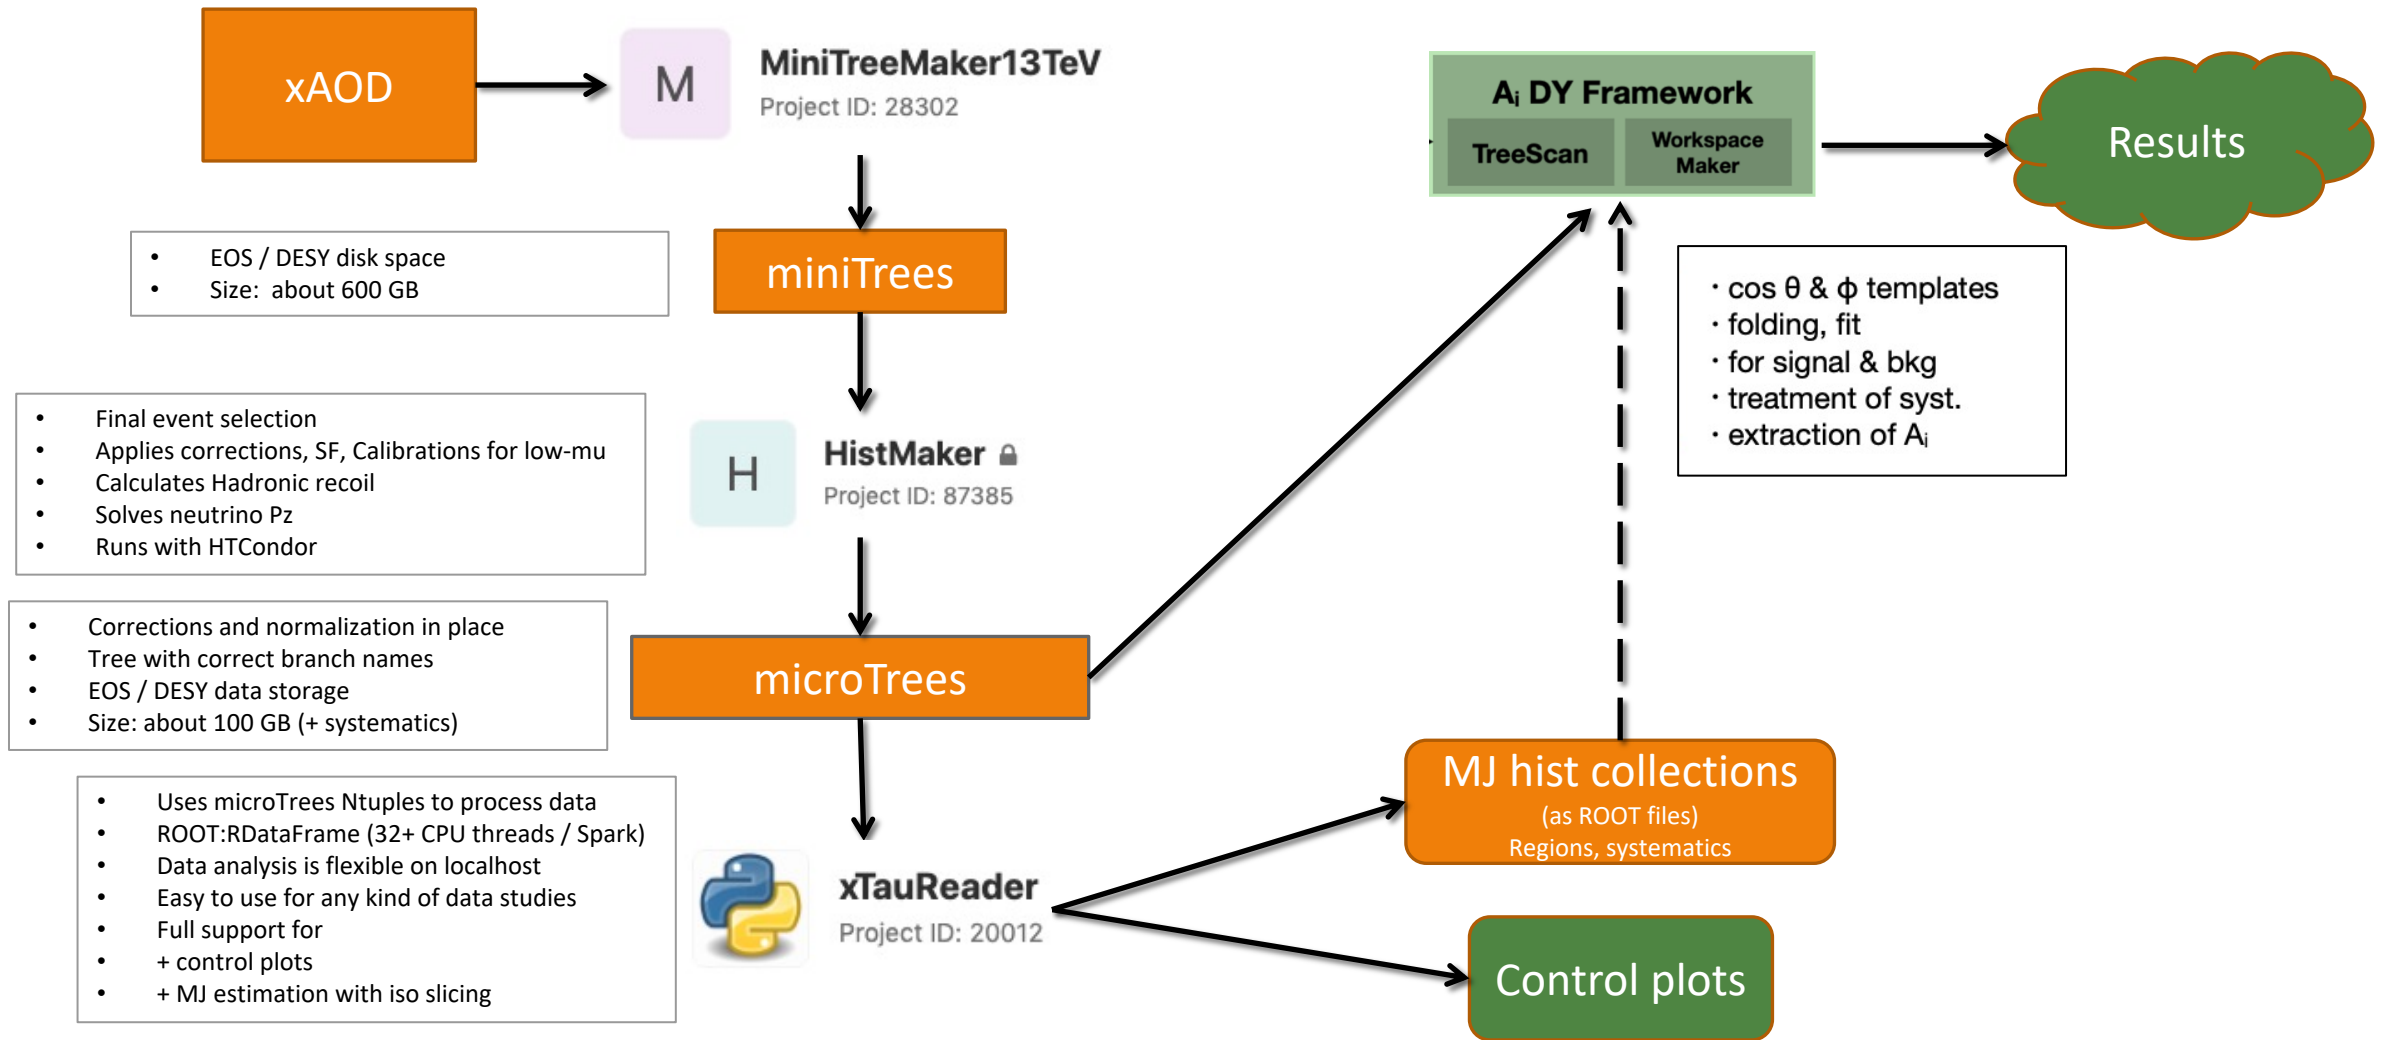 xAOD
M
MiniTreeMaker13TeV
Project ID: 28302
• EOS / DESY disk space
• Size: about 600 GB
miniTrees
• Final event selection
• Applies corrections, SF, Calibrations for low-mu
• Calculates Hadronic recoil
• Solves neutrino Pz
• Runs with HTCondor
H
HistMaker
Project ID: 87385
• Corrections and normalization in place
• Tree with correct branch names
• EOS / DESY data storage
• Size: about 100 GB (+ systematics)
microTrees
• Uses microTrees Ntuples to process data
• ROOT:RDataFrame (32+ CPU threads / Spark)
• Data analysis is flexible on localhost
• Easy to use for any kind of data studies
• Full support for
• + control plots
• + MJ estimation with iso slicing
xTauReader
Project ID: 20012
Aᵢ DY Framework
TreeScan
Workspace
Maker
Results
· cos θ & ϕ templates
· folding, fit
· for signal & bkg
· treatment of syst.
· extraction of Aᵢ
MJ hist collections
(as ROOT files)
Regions, systematics
Control plots